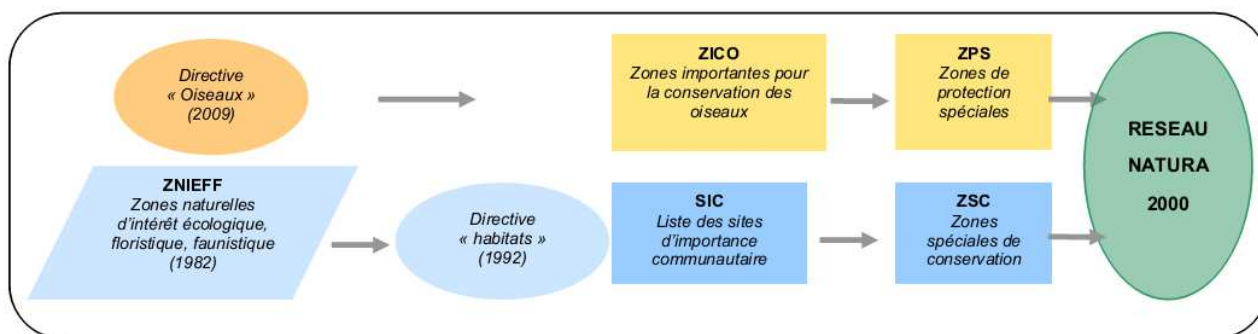 Directive
« Oiseaux »
(2009)
ZICO
Zones importantes pour
la conservation des
oiseaux
ZPS
Zones de
protection
spéciales
RESEAU
NATURA
2000
ZNIEFF
Zones naturelles
d'intérêt écologique,
floristique, faunistique
(1982)
Directive
« habitats »
(1992)
SIC
Liste des sites
d'importance
communautaire
ZSC
Zones
spéciales de
conservation